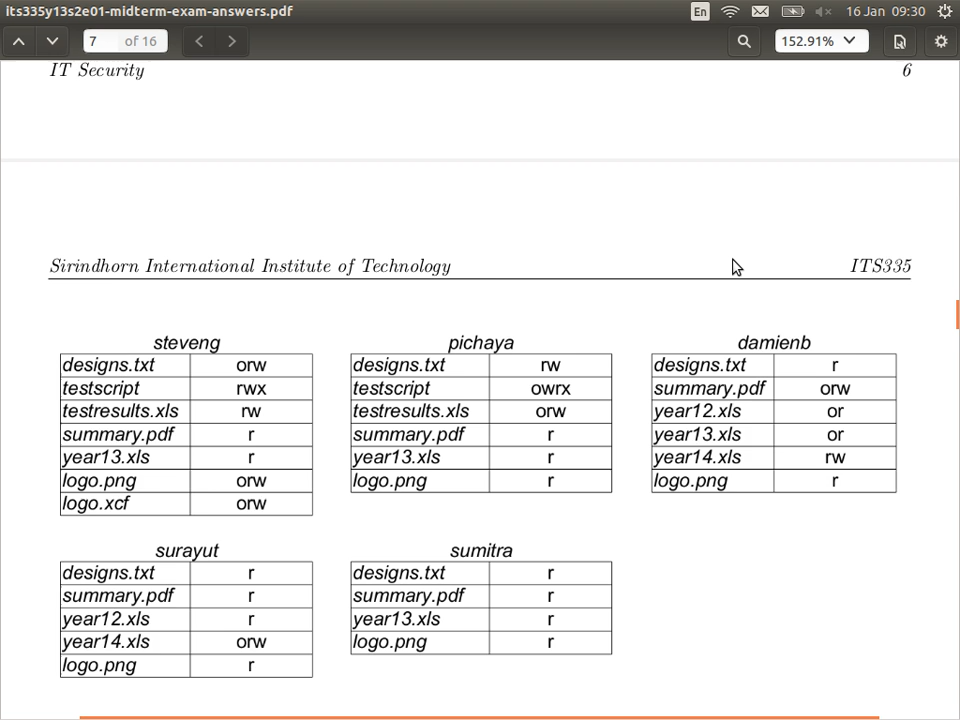 its335y13s2e01-midterm-exam-answers.pdf En 16 Jan 09:30
7 of 16 152.91%
IT Security 6
Sirindhorn International Institute of Technology ITS335
steveng
designs.txt orw
testscript rwx
testresults.xls rw
summary.pdf r
year13.xls r
logo.png orw
logo.xcf orw
pichaya
designs.txt rw
testscript owrx
testresults.xls orw
summary.pdf r
year13.xls r
logo.png r
damienb
designs.txt r
summary.pdf orw
year12.xls or
year13.xls or
year14.xls rw
logo.png r
surayut
designs.txt r
summary.pdf r
year12.xls r
year14.xls orw
logo.png r
sumitra
designs.txt r
summary.pdf r
year13.xls r
logo.png r